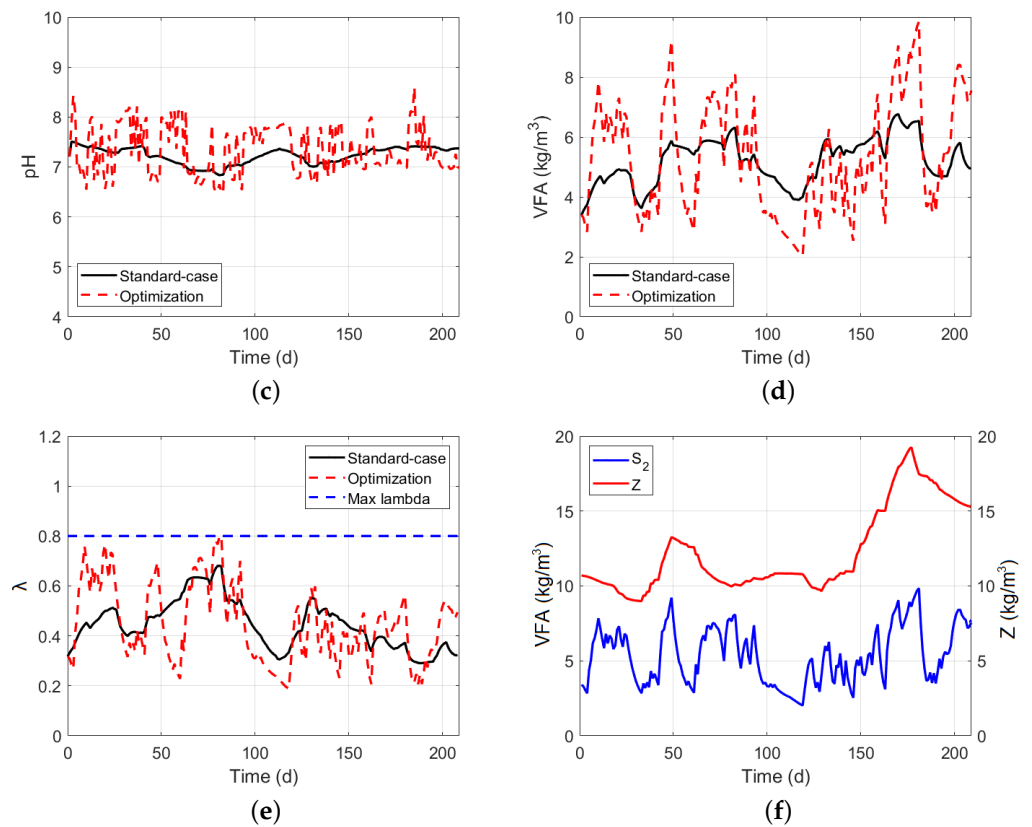 10
9
8
7
6
5
4
pH
0
50
100
150
200
Time (d)
Standard-case
Optimization
(c)
10
8
6
4
2
0
VFA (kg/m³)
0
50
100
150
200
Time (d)
Standard-case
Optimization
(d)
1.2
1
0.8
0.6
0.4
0.2
0
λ
0
50
100
150
200
Time (d)
Standard-case
Optimization
Max lambda
(e)
20
15
10
5
0
VFA (kg/m³)
0
50
100
150
200
Time (d)
S₂
Z
20
15
10
5
0
Z (kg/m³)
(f)